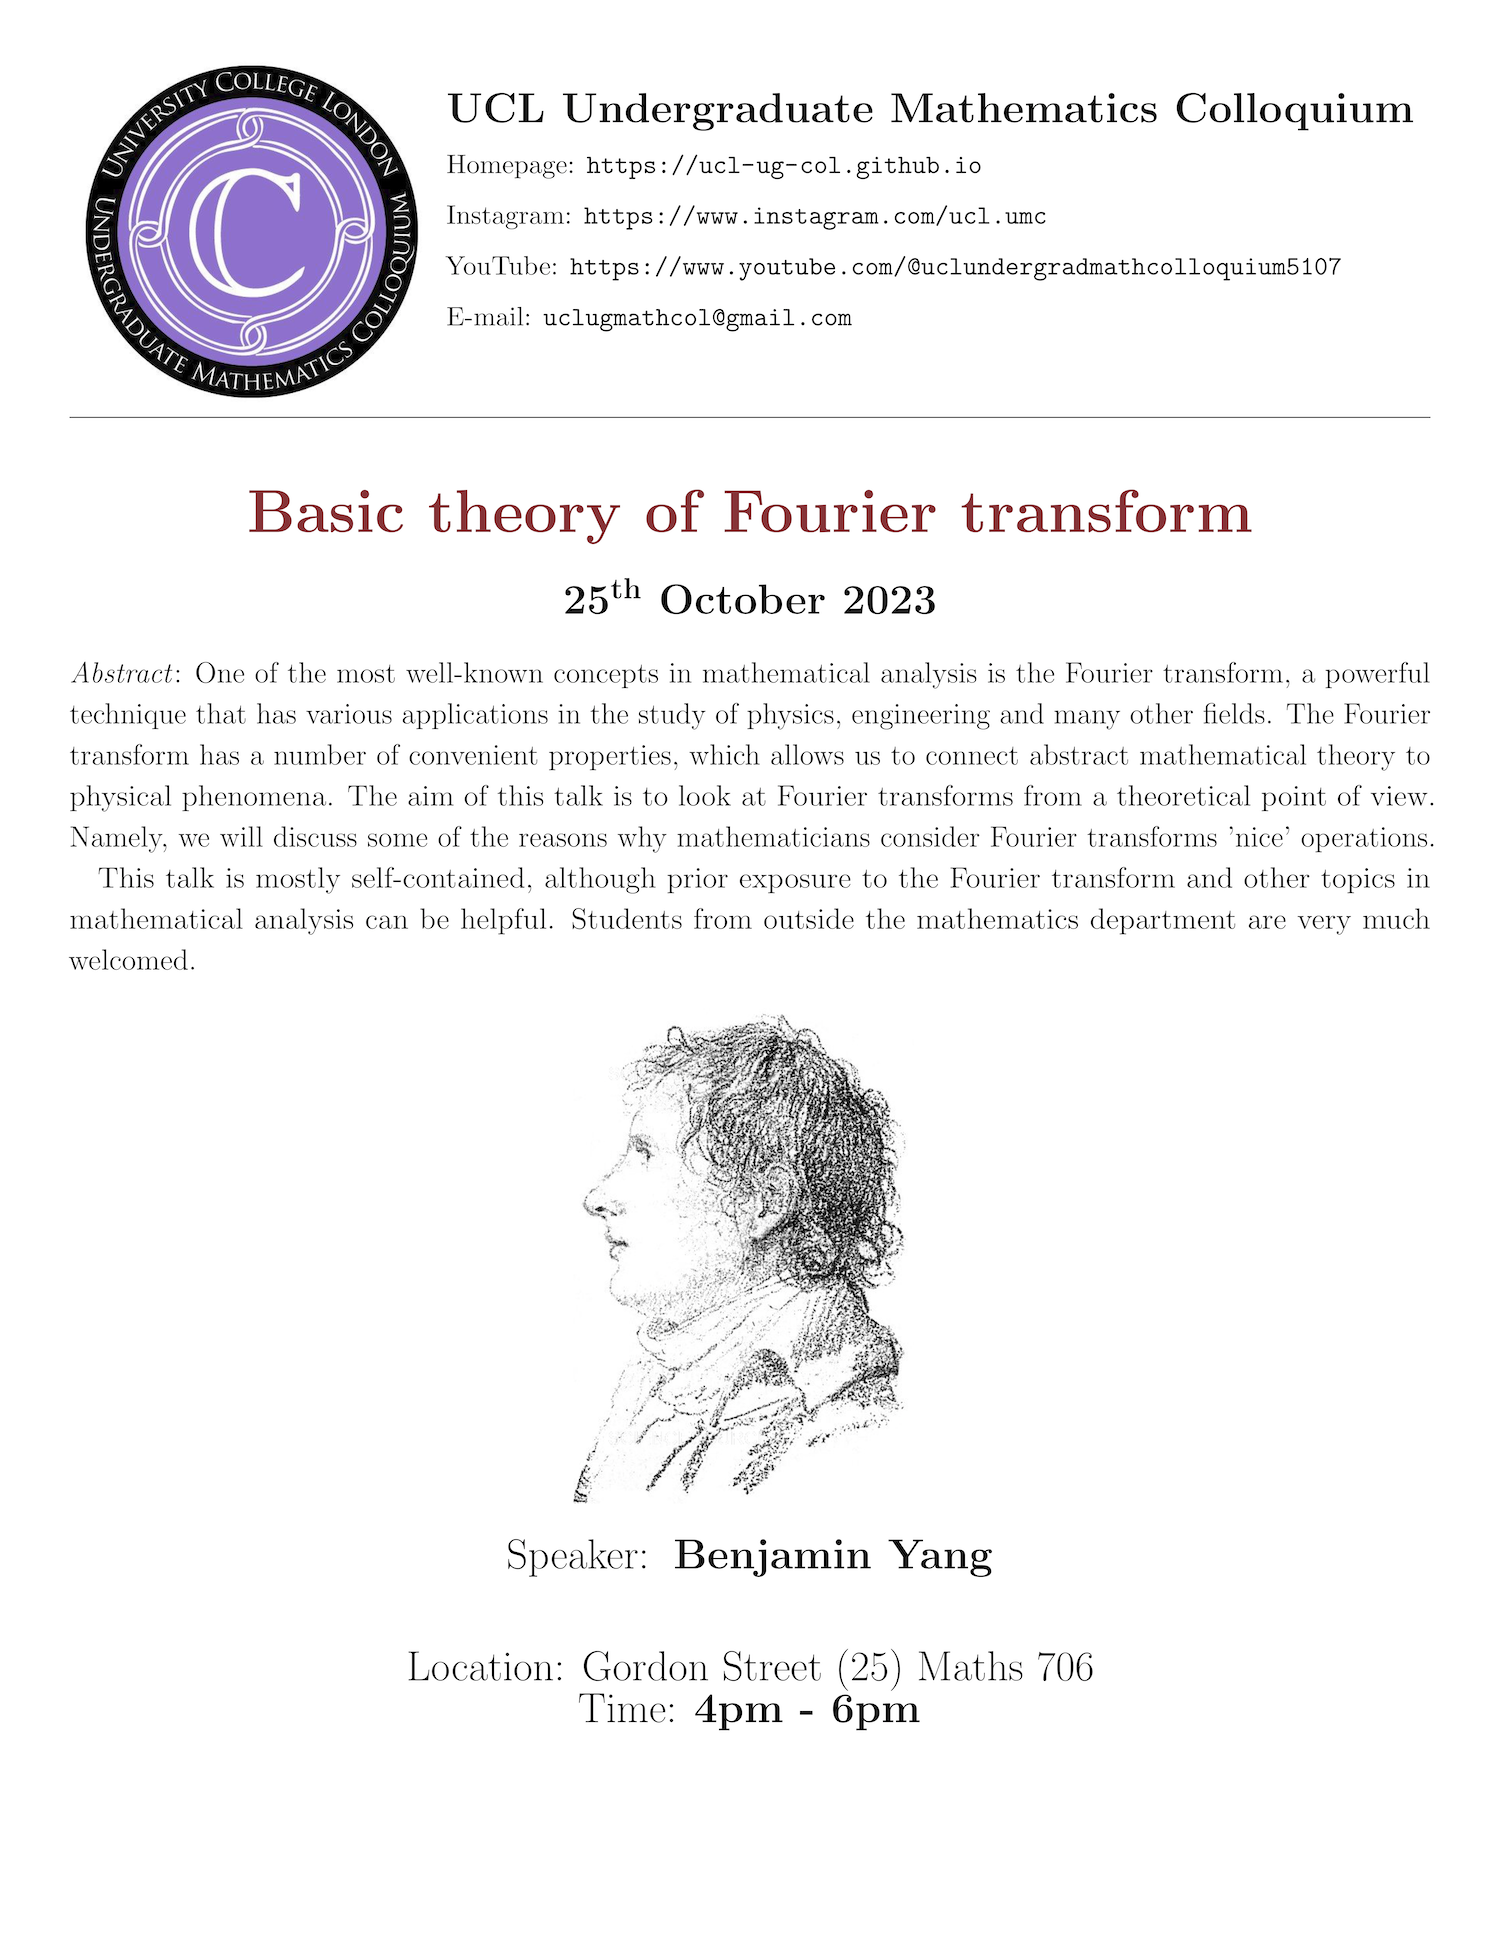 UNIVERSITY COLLEGE LONDON
UNDERGRADUATE MATHEMATICS COLLOQUIUM
C
UCL Undergraduate Mathematics Colloquium
Homepage: https://ucl-ug-col.github.io
Instagram: https://www.instagram.com/ucl.umc
YouTube: https://www.youtube.com/@uclundergradmathcolloquium5107
E-mail: uclugmathcol@gmail.com
Basic theory of Fourier transform
25th October 2023
Abstract: One of the most well-known concepts in mathematical analysis is the Fourier transform, a powerful
technique that has various applications in the study of physics, engineering and many other fields. The Fourier
transform has a number of convenient properties, which allows us to connect abstract mathematical theory to
physical phenomena. The aim of this talk is to look at Fourier transforms from a theoretical point of view.
Namely, we will discuss some of the reasons why mathematicians consider Fourier transforms 'nice' operations.
This talk is mostly self-contained, although prior exposure to the Fourier transform and other topics in
mathematical analysis can be helpful. Students from outside the mathematics department are very much
welcomed.
Speaker: Benjamin Yang
Location: Gordon Street (25) Maths 706
Time: 4pm - 6pm